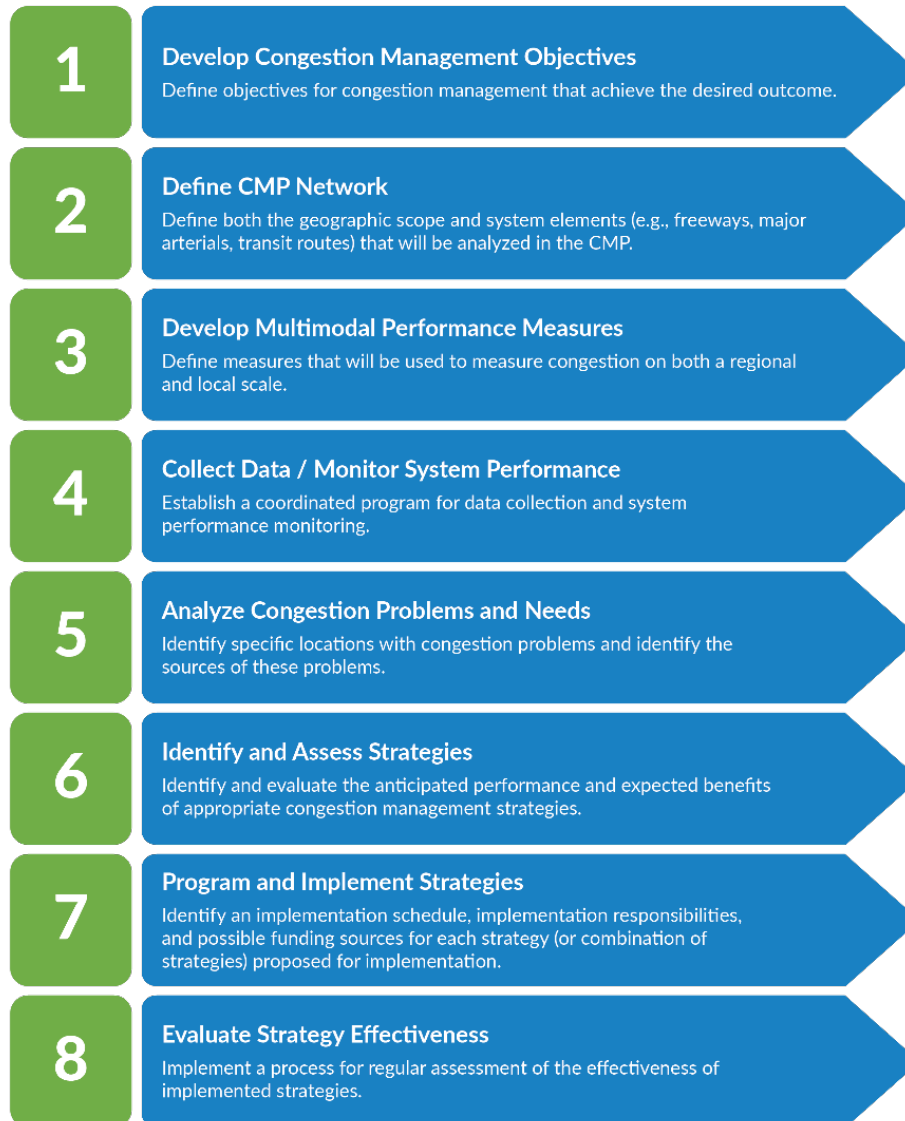 1
Develop Congestion Management Objectives
Define objectives for congestion management that achieve the desired outcome.
2
Define CMP Network
Define both the geographic scope and system elements (e.g., freeways, major
arterials, transit routes) that will be analyzed in the CMP.
3
Develop Multimodal Performance Measures
Define measures that will be used to measure congestion on both a regional
and local scale.
4
Collect Data / Monitor System Performance
Establish a coordinated program for data collection and system
performance monitoring.
5
Analyze Congestion Problems and Needs
Identify specific locations with congestion problems and identify the
sources of these problems.
6
Identify and Assess Strategies
Identify and evaluate the anticipated performance and expected benefits
of appropriate congestion management strategies.
7
Program and Implement Strategies
Identify an implementation schedule, implementation responsibilities,
and possible funding sources for each strategy (or combination of
strategies) proposed for implementation.
8
Evaluate Strategy Effectiveness
Implement a process for regular assessment of the effectiveness of
implemented strategies.